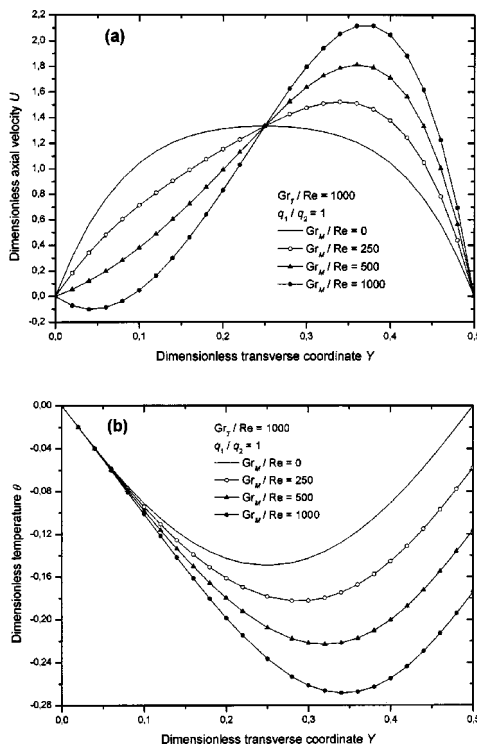 (a)
2,2
2,0
1,8
1,6
1,4
1,2
1,0
0,8
0,6
0,4
0,2
0,0
-0,2
Dimensionless axial velocity U
Gr_T / Re = 1000
q_1 / q_2 = 1
Gr_M / Re = 0
Gr_M / Re = 250
Gr_M / Re = 500
Gr_M / Re = 1000
0,0 0,1 0,2 0,3 0,4 0,5
Dimensionless transverse coordinate Y
(b)
0,00
-0,04
-0,08
-0,12
-0,16
-0,20
-0,24
-0,28
Dimensionless temperature θ
Gr_T / Re = 1000
q_1 / q_2 = 1
Gr_M / Re = 0
Gr_M / Re = 250
Gr_M / Re = 500
Gr_M / Re = 1000
0,0 0,1 0,2 0,3 0,4 0,5
Dimensionless transverse coordinate Y